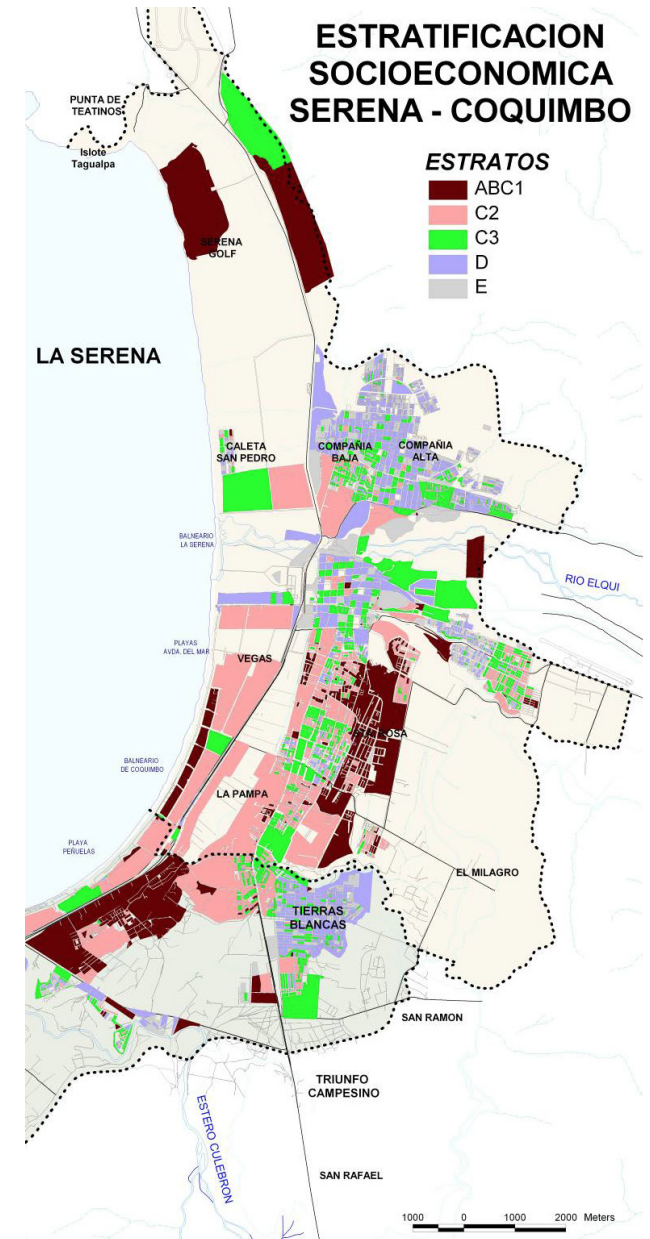 ESTRATIFICACION
SOCIOECONOMICA
SERENA - COQUIMBO
PUNTA DE
TEATINOS
Islote
Tagualpa
ESTRATOS
ABC1
C2
C3
D
E
SERENA
GOLF
LA SERENA
CALETA
SAN PEDRO
COMPAÑIA
BAJA
COMPAÑIA
ALTA
BALNEARIO
LA SERENA
RIO ELQUI
PLAYAS
AVDA. DEL MAR
VEGAS
ROSA
BALNEARIO
DE COQUIMBO
LA PAMPA
PLAYA
PEÑUELAS
EL MILAGRO
TIERRAS
BLANCAS
SAN RAMON
TRIUNFO
CAMPESINO
ESTERO CULEBRON
SAN RAFAEL
1000 0 1000 2000 Meters